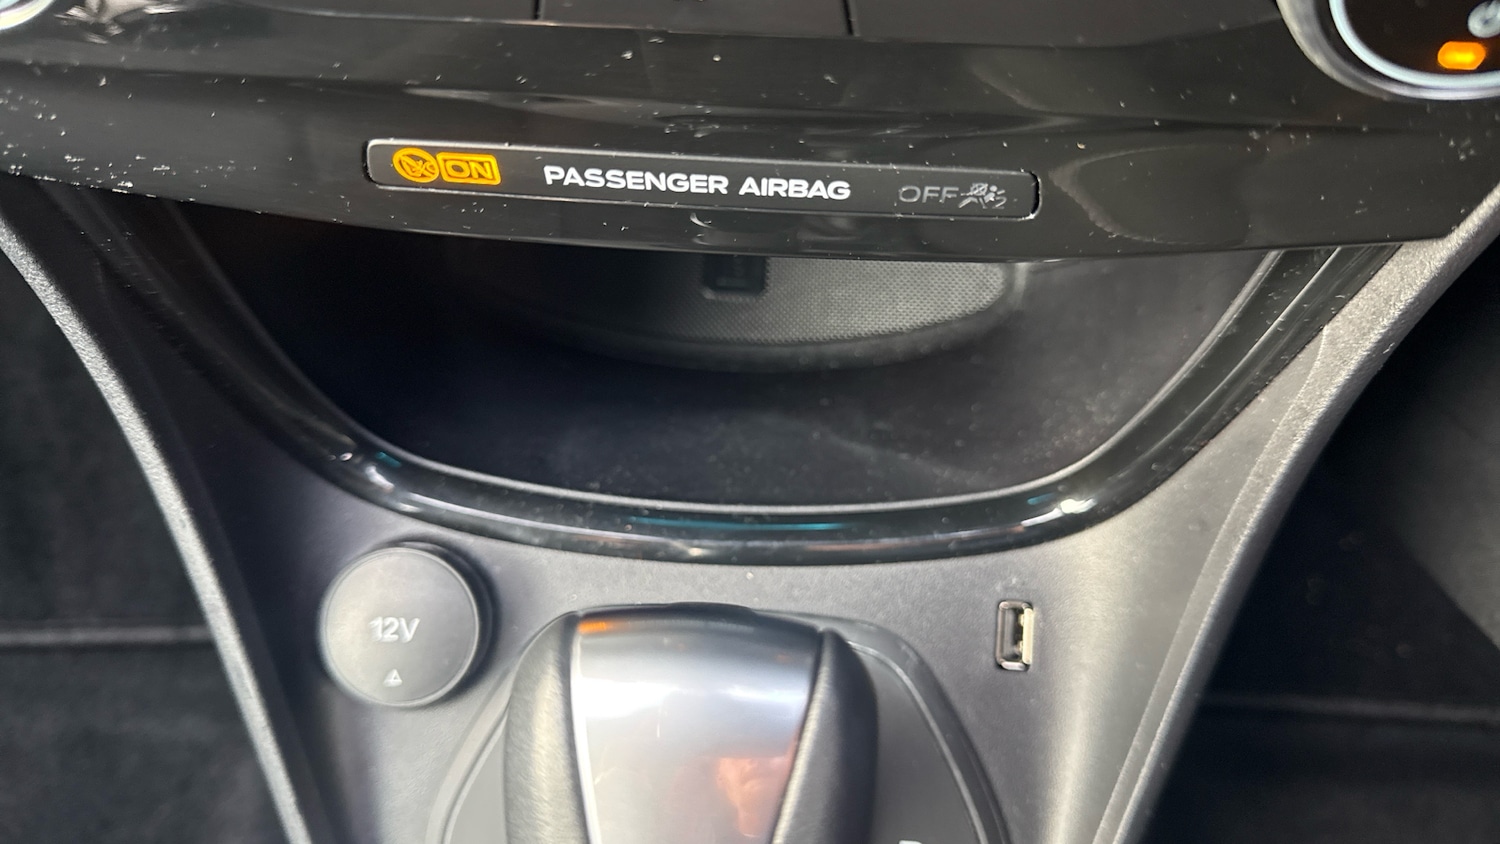 ON PASSENGER AIRBAG OFF
12V